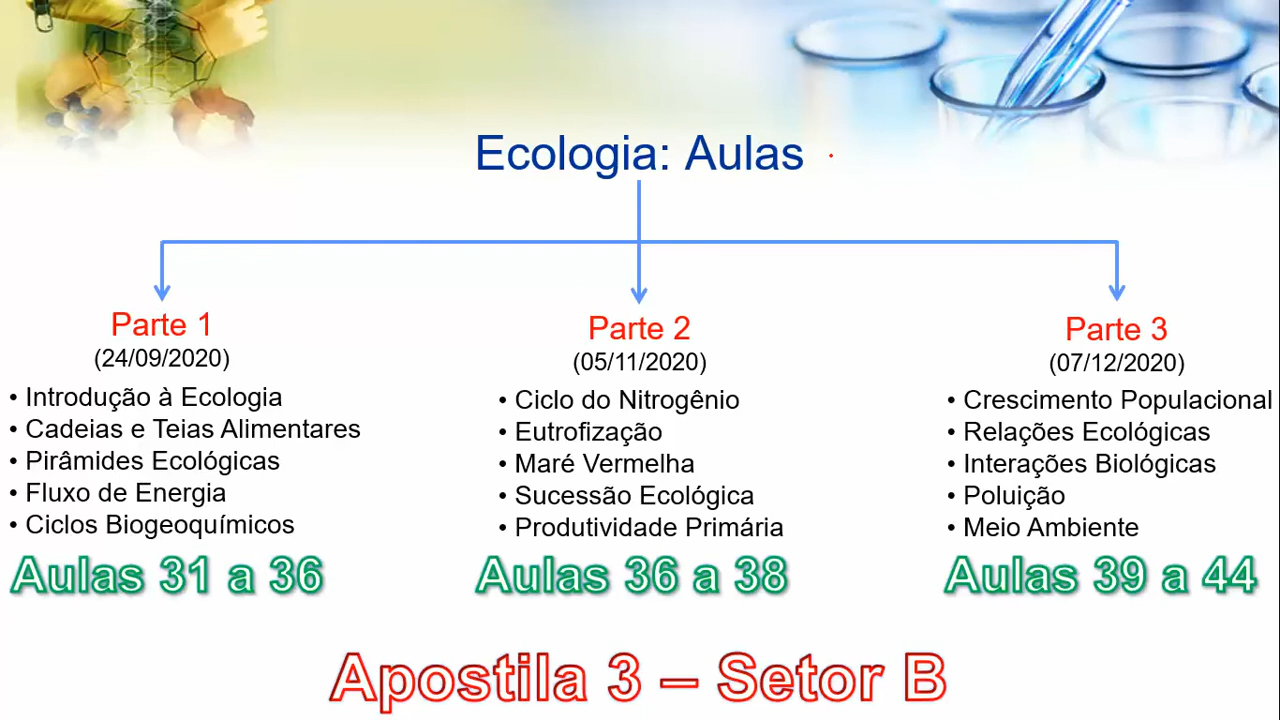 Ecologia: Aulas
Parte 1
(24/09/2020)
• Introdução à Ecologia
• Cadeias e Teias Alimentares
• Pirâmides Ecológicas
• Fluxo de Energia
• Ciclos Biogeoquímicos
Aulas 31 a 36
Parte 2
(05/11/2020)
• Ciclo do Nitrogênio
• Eutrofização
• Maré Vermelha
• Sucessão Ecológica
• Produtividade Primária
Aulas 36 a 38
Parte 3
(07/12/2020)
• Crescimento Populacional
• Relações Ecológicas
• Interações Biológicas
• Poluição
• Meio Ambiente
Aulas 39 a 44
Apostila 3 – Setor B